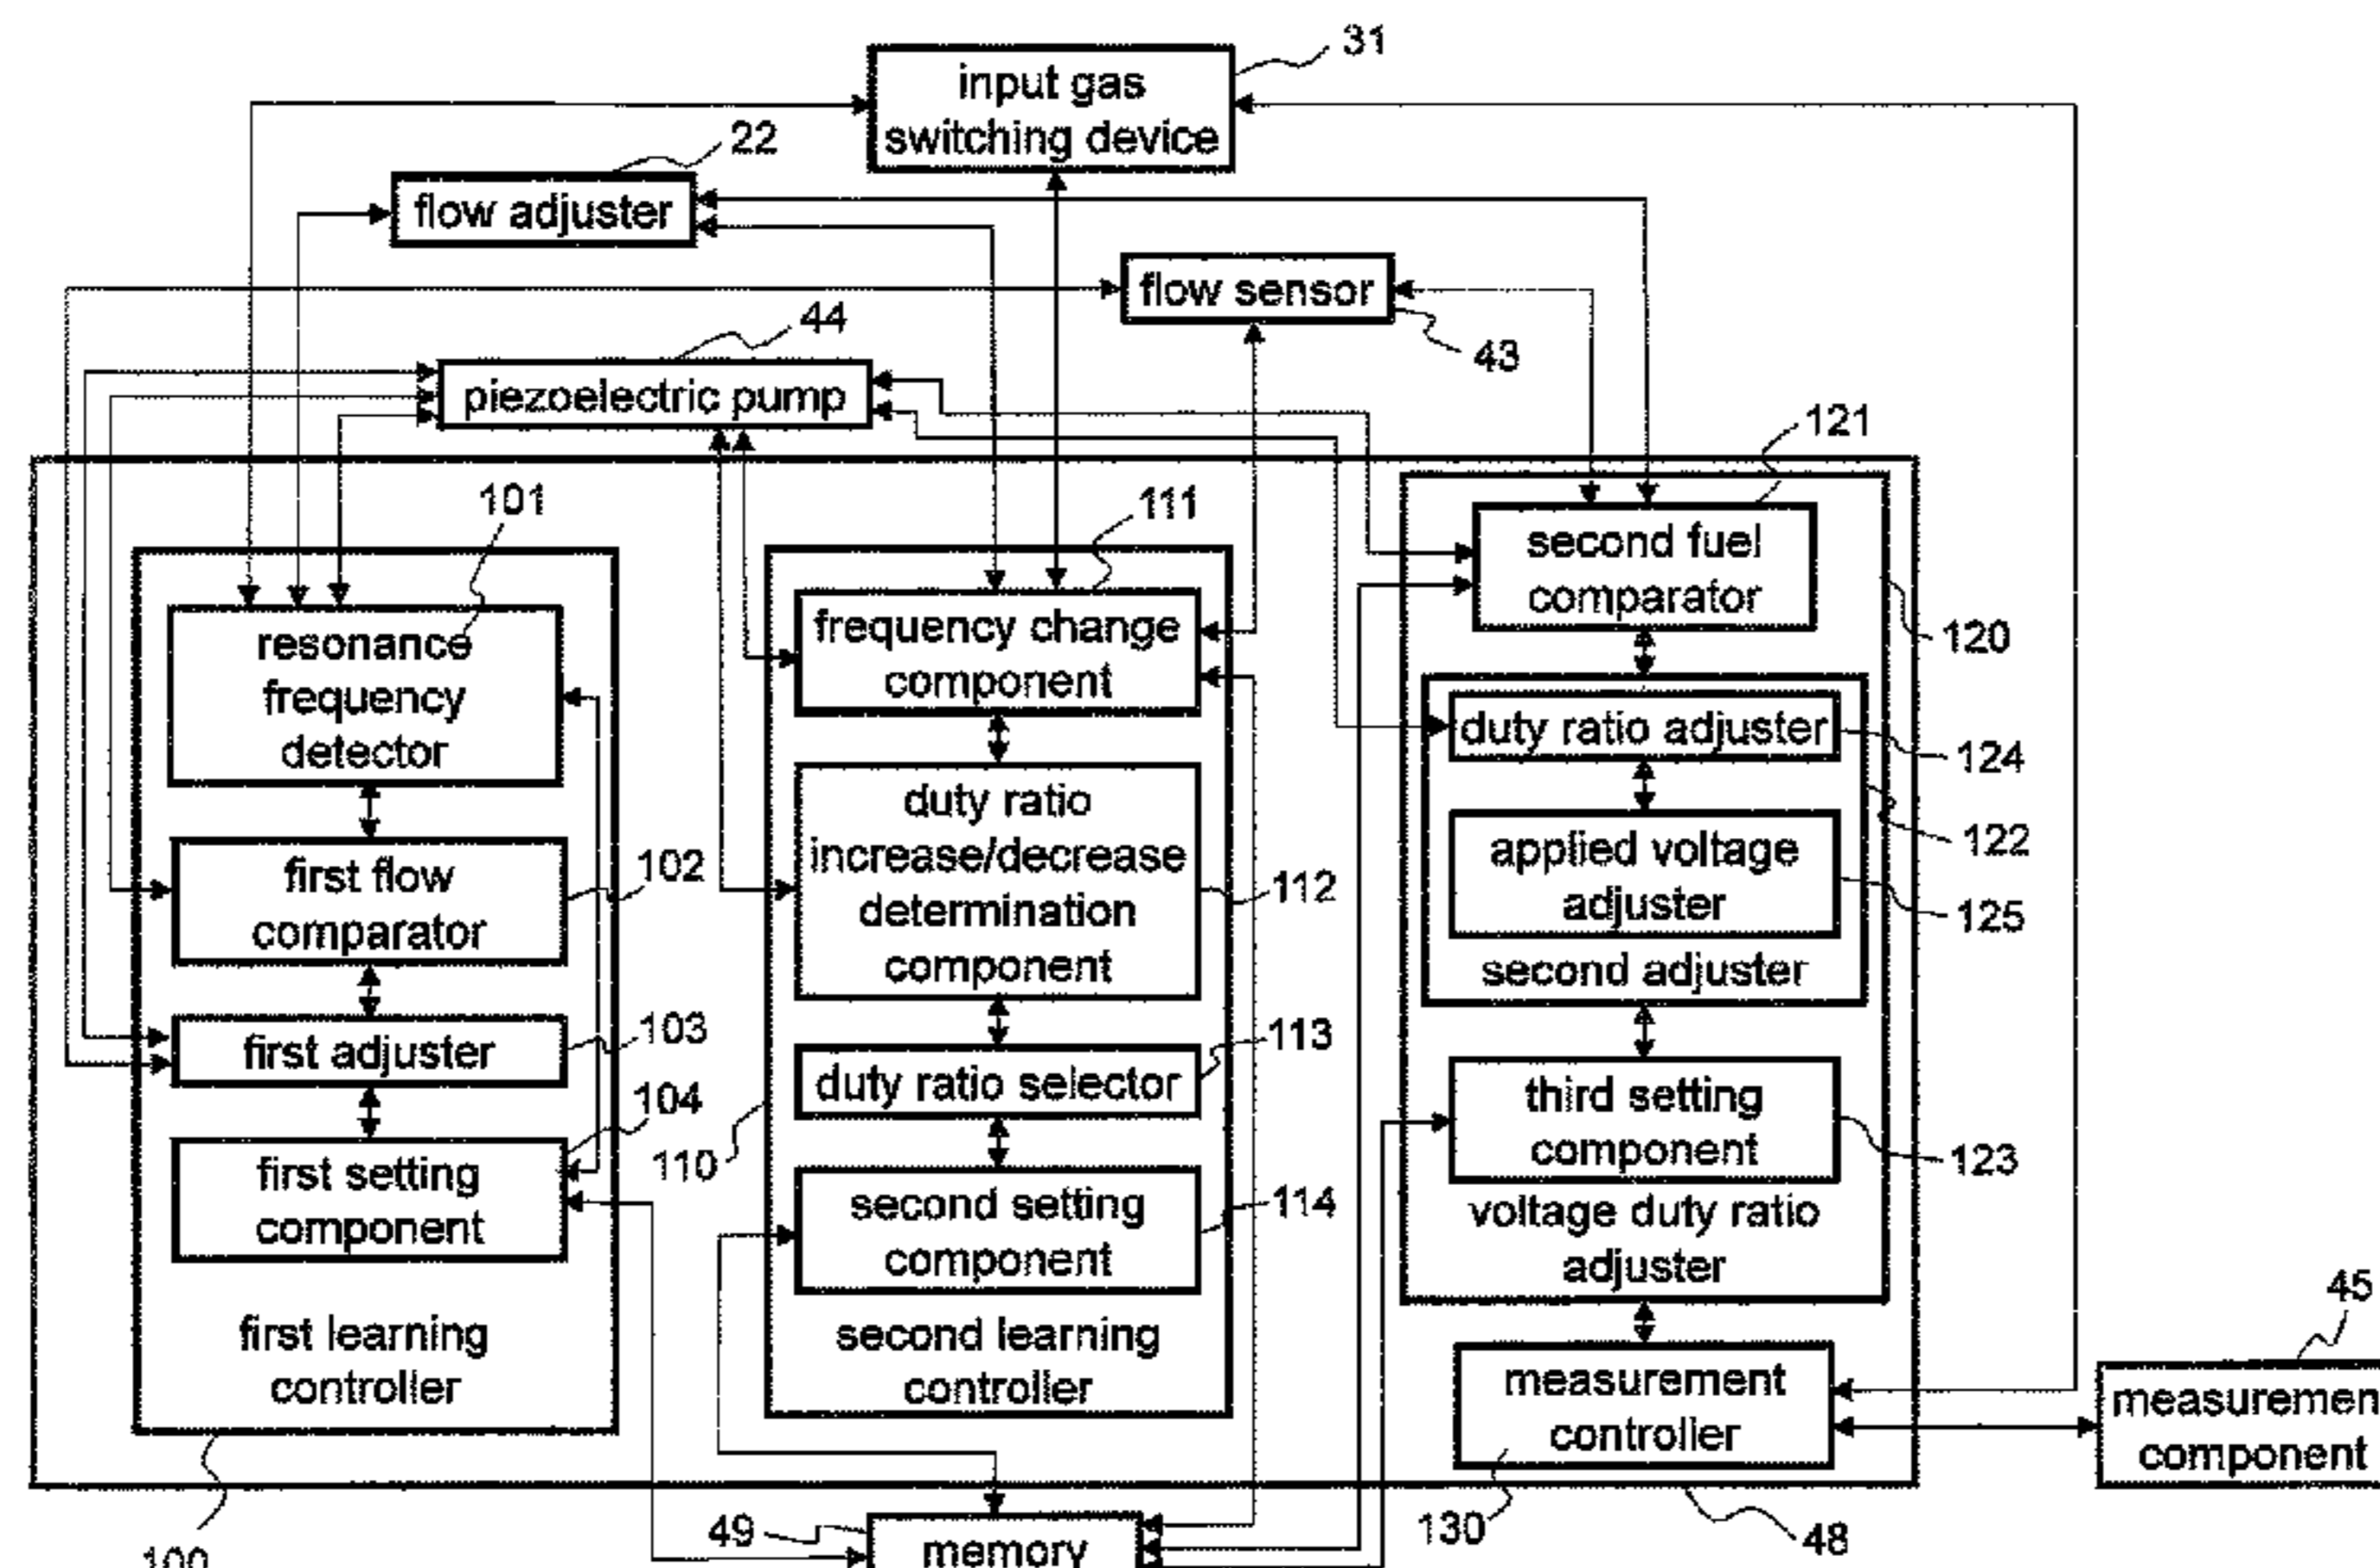 31
input gas
switching device
22
flow adjuster
flow sensor
43
44
piezoelectric pump
121
101
111
second fuel
comparator
120
resonance
frequency
detector
frequency change
component
duty ratio adjuster
124
duty ratio
increase/decrease
determination
component
112
applied voltage
adjuster
122
125
second adjuster
first flow
comparator
102
first adjuster
103
duty ratio selector
113
third setting
component
123
104
first setting
component
110
second setting
component
114
voltage duty ratio
adjuster
first learning
controller
second learning
controller
45
measurement
controller
measuremen
component
100
49
memory
130
48